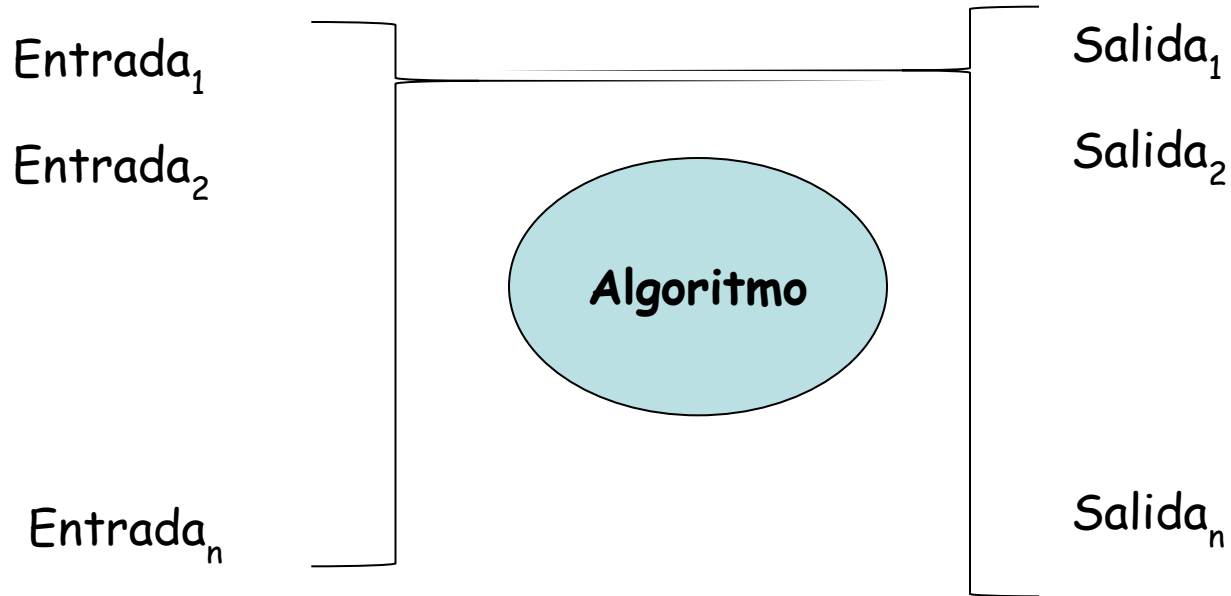 Entrada₁
Entrada₂
Entradaₙ
Algoritmo
Salida₁
Salida₂
Salidaₙ